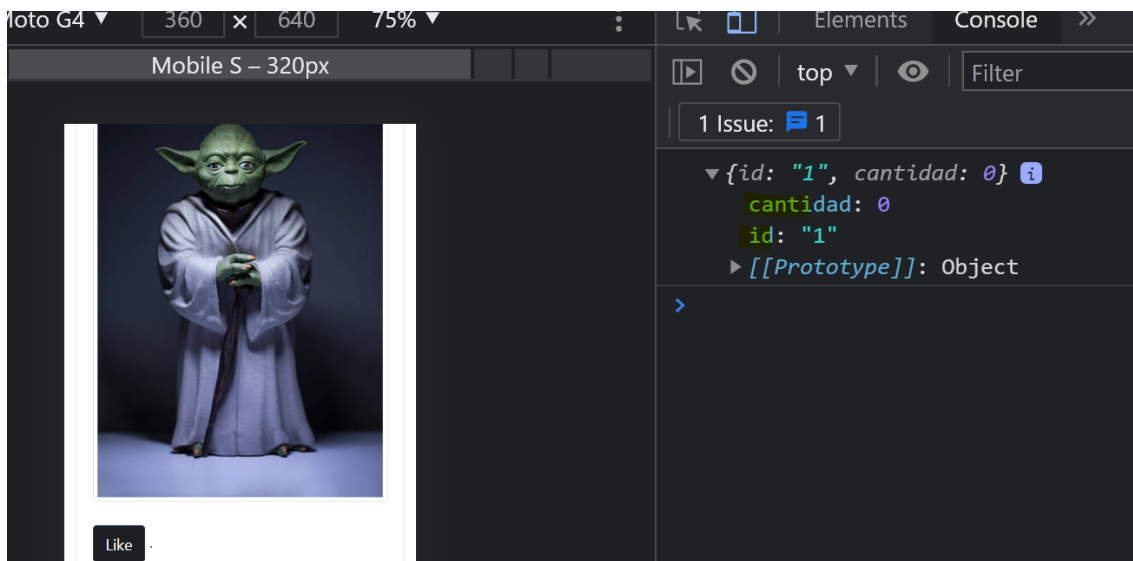 Moto G4 ▼ 360 × 640 75% ▼
Elements Console »
Mobile S – 320px
top ▼ Filter
1 Issue: 1
▼ {id: "1", cantidad: 0} i
cantidad: 0
id: "1"
▶ [[Prototype]]: Object
>
Like .